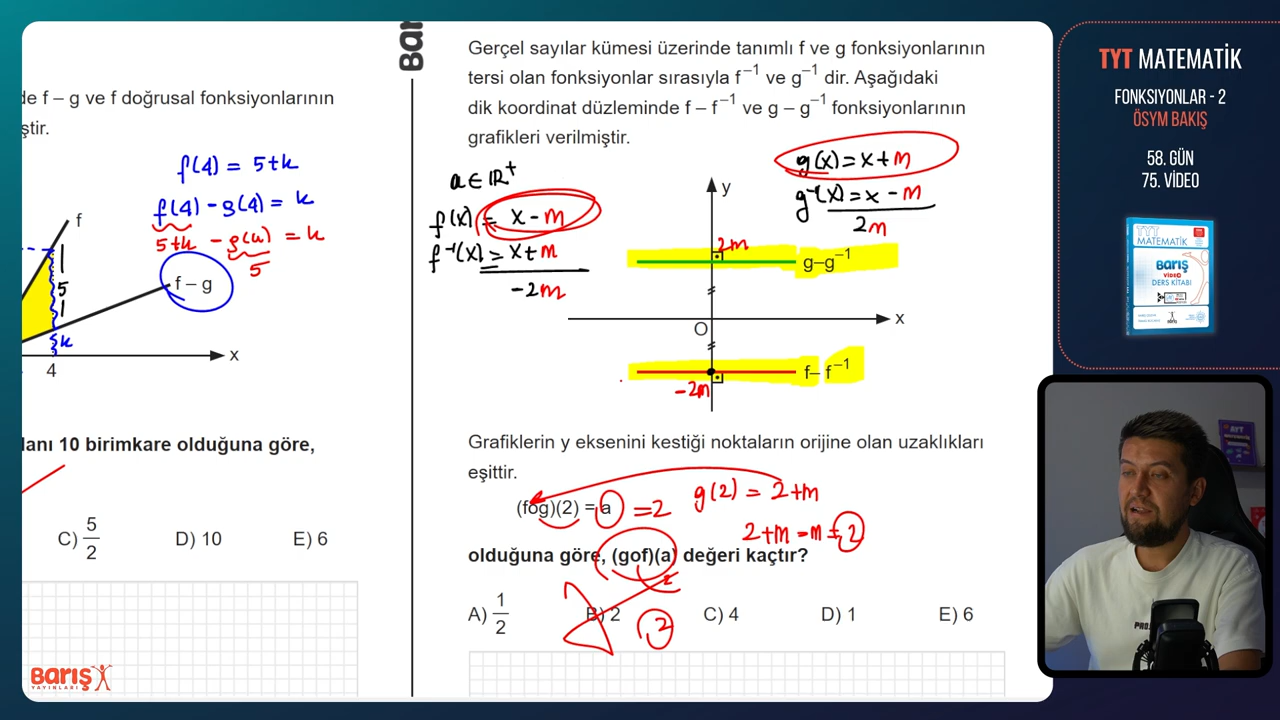 de f – g ve f doğrusal fonksiyonlarının
ştir.
f(4) = 5+k
f(4) - g(4) = k
5+k - g(4) = k
5
f
f – g
5
k
4
x
lanı 10 birimkare olduğuna göre,
C) 5/2 D) 10 E) 6
BARIŞ
YAYINLARI
Bar
Gerçel sayılar kümesi üzerinde tanımlı f ve g fonksiyonlarının
tersi olan fonksiyonlar sırasıyla f⁻¹ ve g⁻¹ dir. Aşağıdaki
dik koordinat düzleminde f – f⁻¹ ve g – g⁻¹ fonksiyonlarının
grafikleri verilmiştir.
a ∈ ℝ⁺
f(x) = x - m
f⁻¹(x) = x + m
-2m
g(x) = x + m
g⁻¹(x) = x - m
2m
y
2m
g–g⁻¹
O
x
-2m
f–f⁻¹
Grafiklerin y eksenini kestiği noktaların orijine olan uzaklıkları
eşittir.
(fog)(2) = a = 2
g(2) = 2+m
2+m-m = 2
olduğuna göre, (gof)(a) değeri kaçtır?
A) 1/2 B) 2 C) 4 D) 1 E) 6
2
TYT MATEMATİK
FONKSIYONLAR - 2
ÖSYM BAKIŞ
58. GÜN
75. VİDEO
TYT
MATEMATİK
BARIŞ
VİDEO
DERS KİTABI